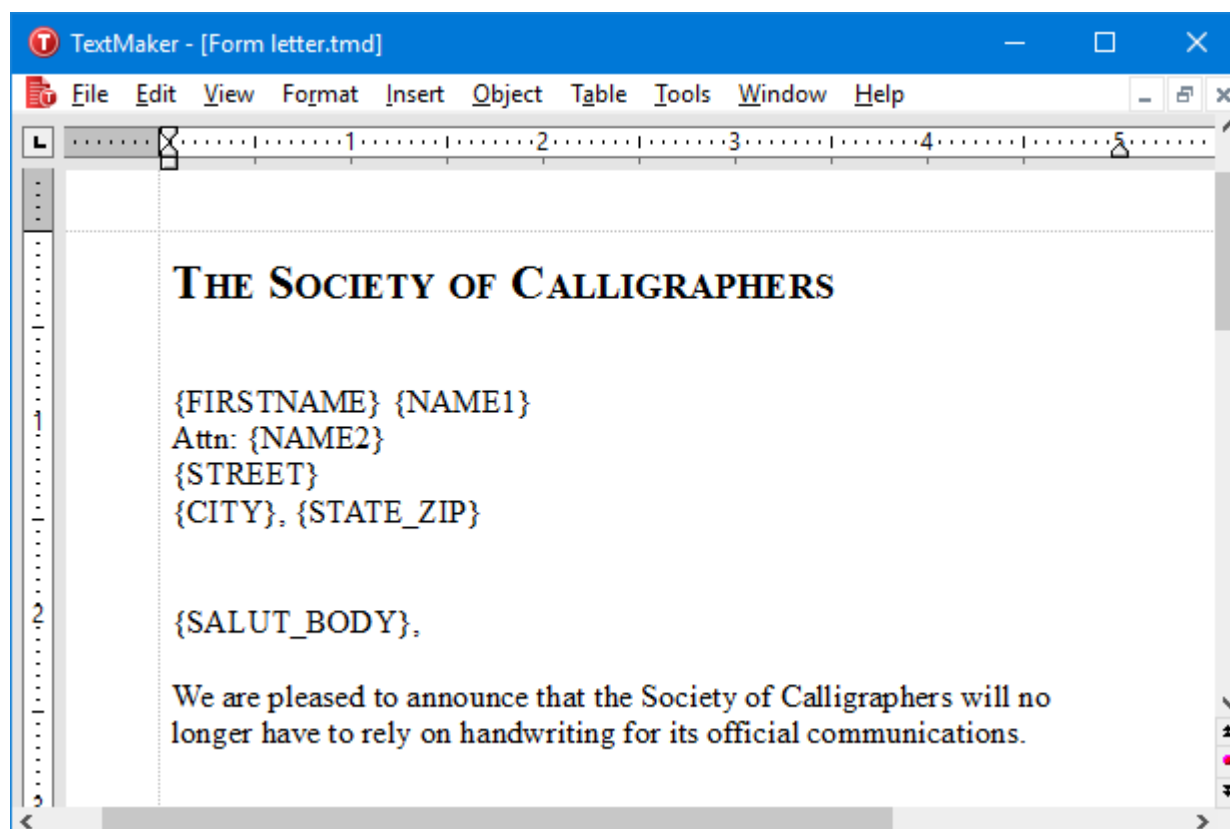 TextMaker - [Form letter.tmd]
File Edit View Format Insert Object Table Tools Window Help
1 2 3 4 5
THE SOCIETY OF CALLIGRAPHERS
{FIRSTNAME} {NAME1}
1
Attn: {NAME2}
{STREET}
{CITY}, {STATE_ZIP}
2
{SALUT_BODY},
We are pleased to announce that the Society of Calligraphers will no
longer have to rely on handwriting for its official communications.